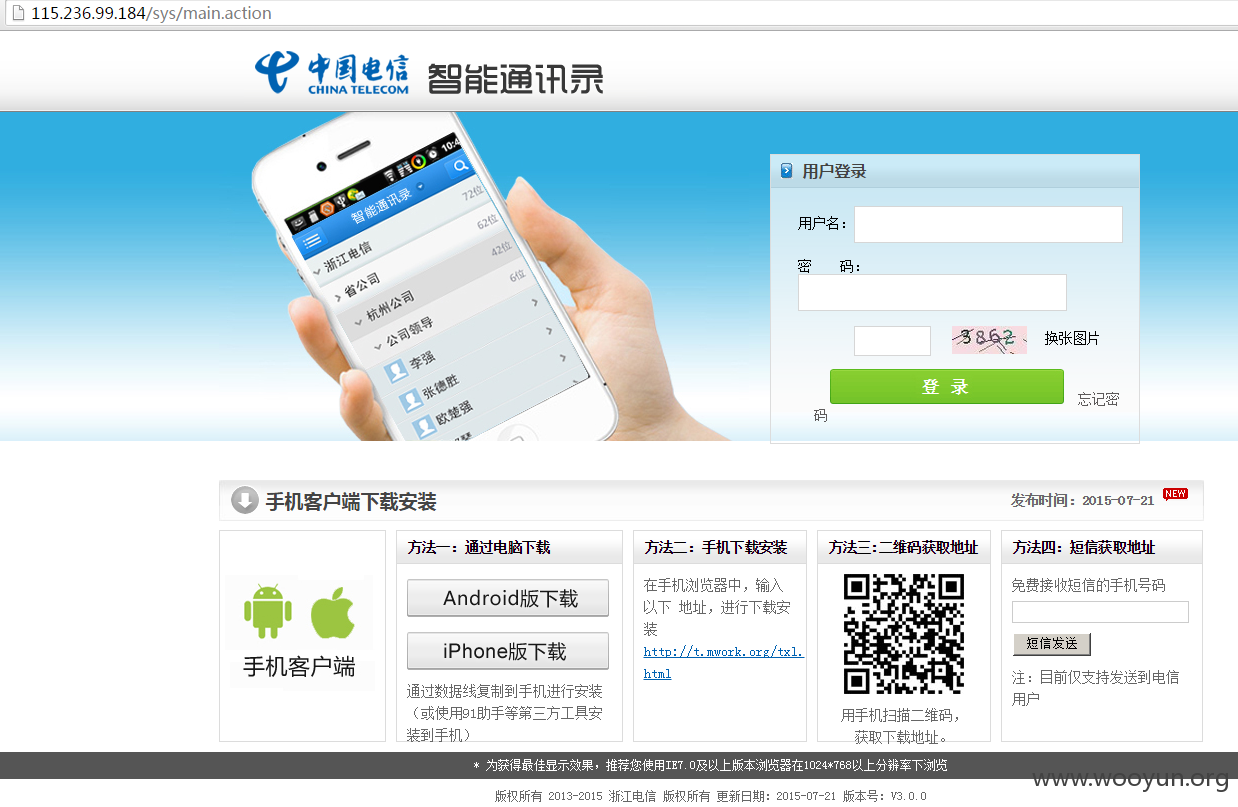 115.236.99.184/sys/main.action
中国电信
CHINA TELECOM
智能通讯录
10:4
智能通讯录
72位
浙江电信
62位
省公司
42位
杭州公司
6位
公司领导
李强
张德胜
欧楚强
用户登录
用户名：
密 码：
3862
换张图片
登 录
忘记密
码
手机客户端下载安装
发布时间：2015-07-21
NEW
手机客户端
方法一：通过电脑下载
Android版下载
iPhone版下载
通过数据线复制到手机进行安装
（或使用91助手等第三方工具安
装到手机）
方法二：手机下载安装
在手机浏览器中，输入
以下 地址，进行下载安
装
http://t.mwork.org/txl.
html
方法三:二维码获取地址
用手机扫描二维码，
获取下载地址。
方法四：短信获取地址
免费接收短信的手机号码
短信发送
注：目前仅支持发送到电信
用户
* 为获得最佳显示效果，推荐您使用IE7.0及以上版本浏览器在1024*768以上分辨率下浏览
www.wooyun.org
版权所有 2013-2015 浙江电信 版权所有 更新日期：2015-07-21 版本号：V3.0.0